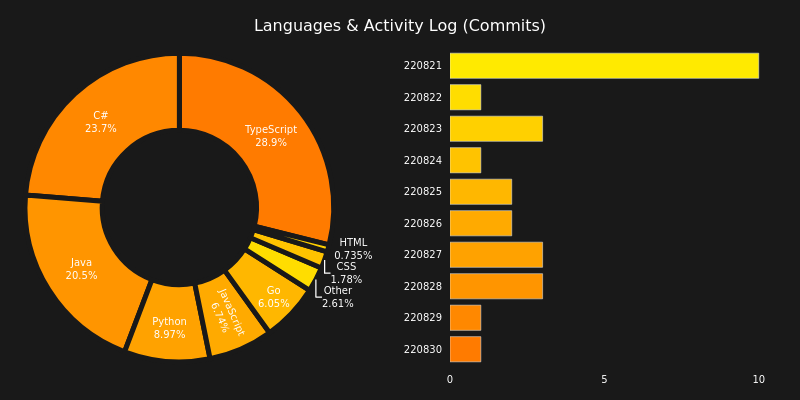 Languages & Activity Log (Commits)
TypeScript
28.9%
C#
23.7%
Java
20.5%
Python
8.97%
JavaScript
6.74%
Go
6.05%
Other
2.61%
CSS
1.78%
HTML
0.735%
220821
220822
220823
220824
220825
220826
220827
220828
220829
220830
0
5
10